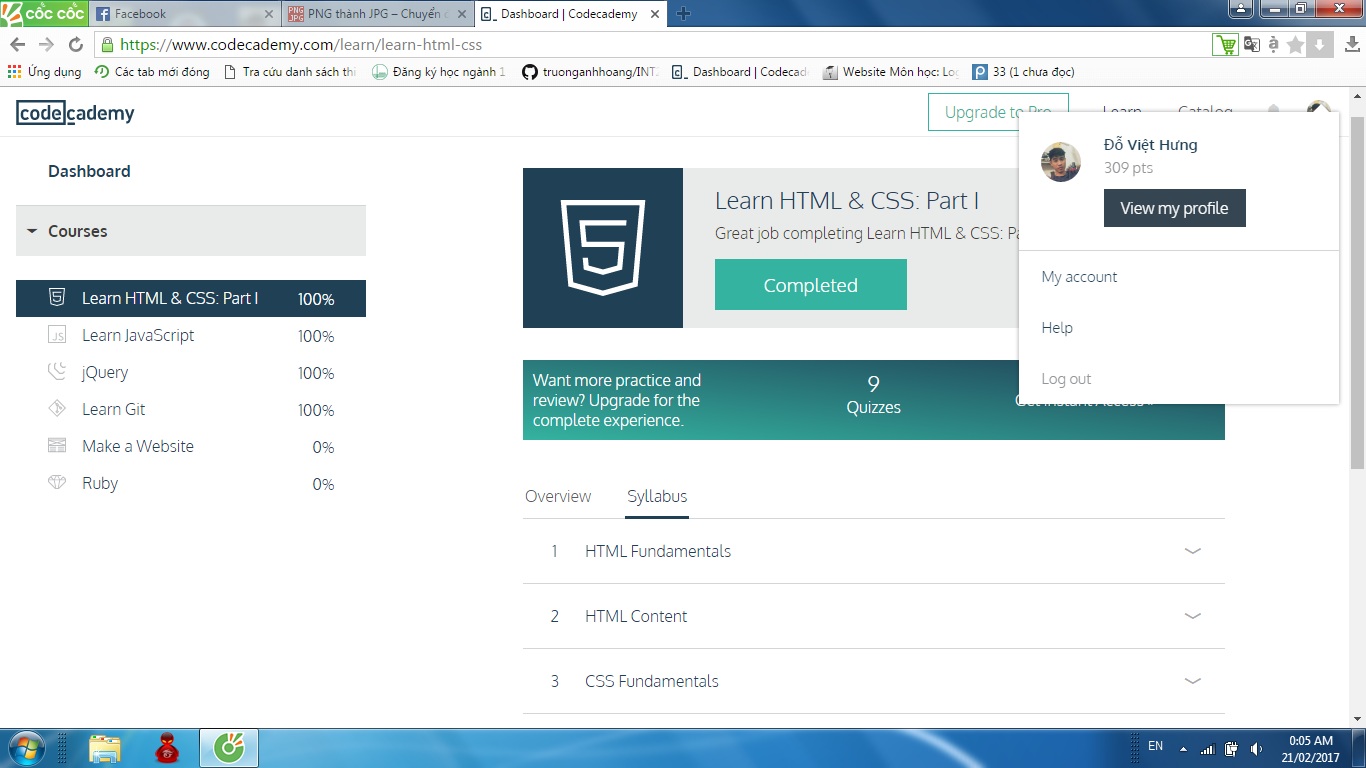 cốc cốc
Facebook
PNG thành JPG – Chuyển
Dashboard | Codecademy
https://www.codecademy.com/learn/learn-html-css
Ứng dụng
Các tab mới đóng
Tra cứu danh sách thi
Đăng ký học ngành 1
truonganhhoang/INT
Dashboard | Codecad
Website Môn học: Lo
33 (1 chưa đọc)
codecademy
Upgrade to Pro
Learn
Catalog
Đỗ Việt Hưng
309 pts
View my profile
My account
Help
Log out
Dashboard
Courses
Learn HTML & CSS: Part I 100%
JS Learn JavaScript 100%
jQuery 100%
Learn Git 100%
Make a Website 0%
Ruby 0%
5
Learn HTML & CSS: Part I
Great job completing Learn HTML & CSS: Pa
Completed
Want more practice and
review? Upgrade for the
complete experience.
9
Quizzes
Get Instant Access
Overview
Syllabus
1 HTML Fundamentals
2 HTML Content
3 CSS Fundamentals
EN
0:05 AM
21/02/2017